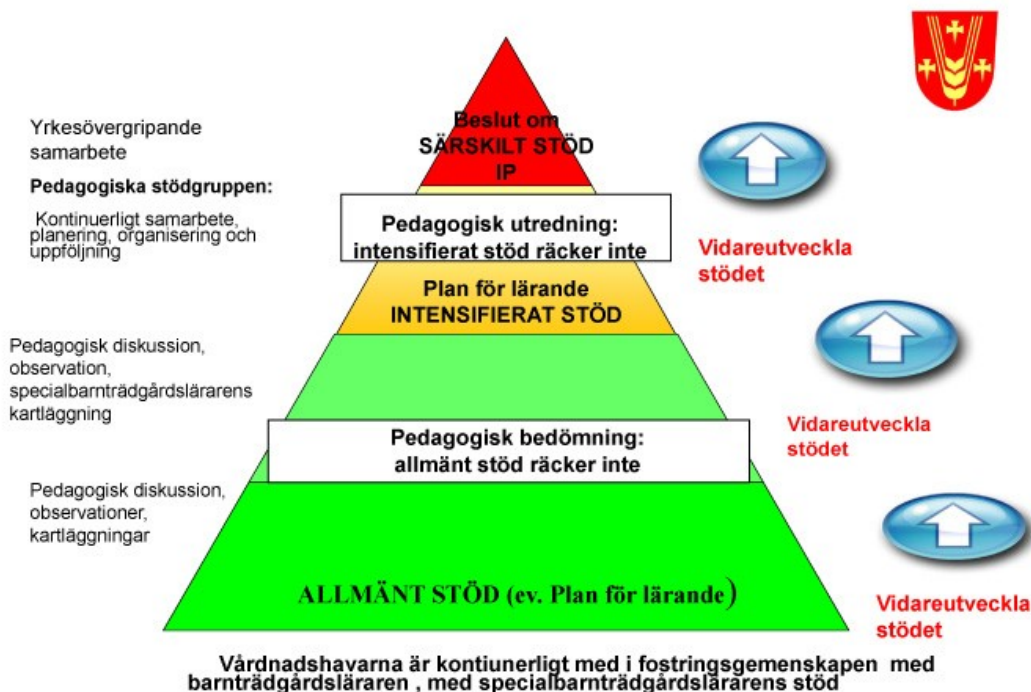 Yrkesövergripande
samarbete
Pedagogiska stödgruppen:
Kontinuerligt samarbete,
planering, organisering och
uppföljning
Beslut om
SÄRSKILT STÖD
IP
Pedagogisk utredning:
intensifierat stöd räcker inte
Vidareutveckla
stödet
Plan för lärande
INTENSIFIERAT STÖD
Pedagogisk diskussion,
observation,
specialbarnträdgårdslärarens
kartläggning
Vidareutveckla
stödet
Pedagogisk bedömning:
allmänt stöd räcker inte
Pedagogisk diskussion,
observationer,
kartläggningar
ALLMÄNT STÖD (ev. Plan för lärande)
Vidareutveckla
stödet
Vårdnadshavarna är kontiunerligt med i fostringsgemenskapen med
barnträdgårdsläraren , med specialbarnträdgårdslärarens stöd